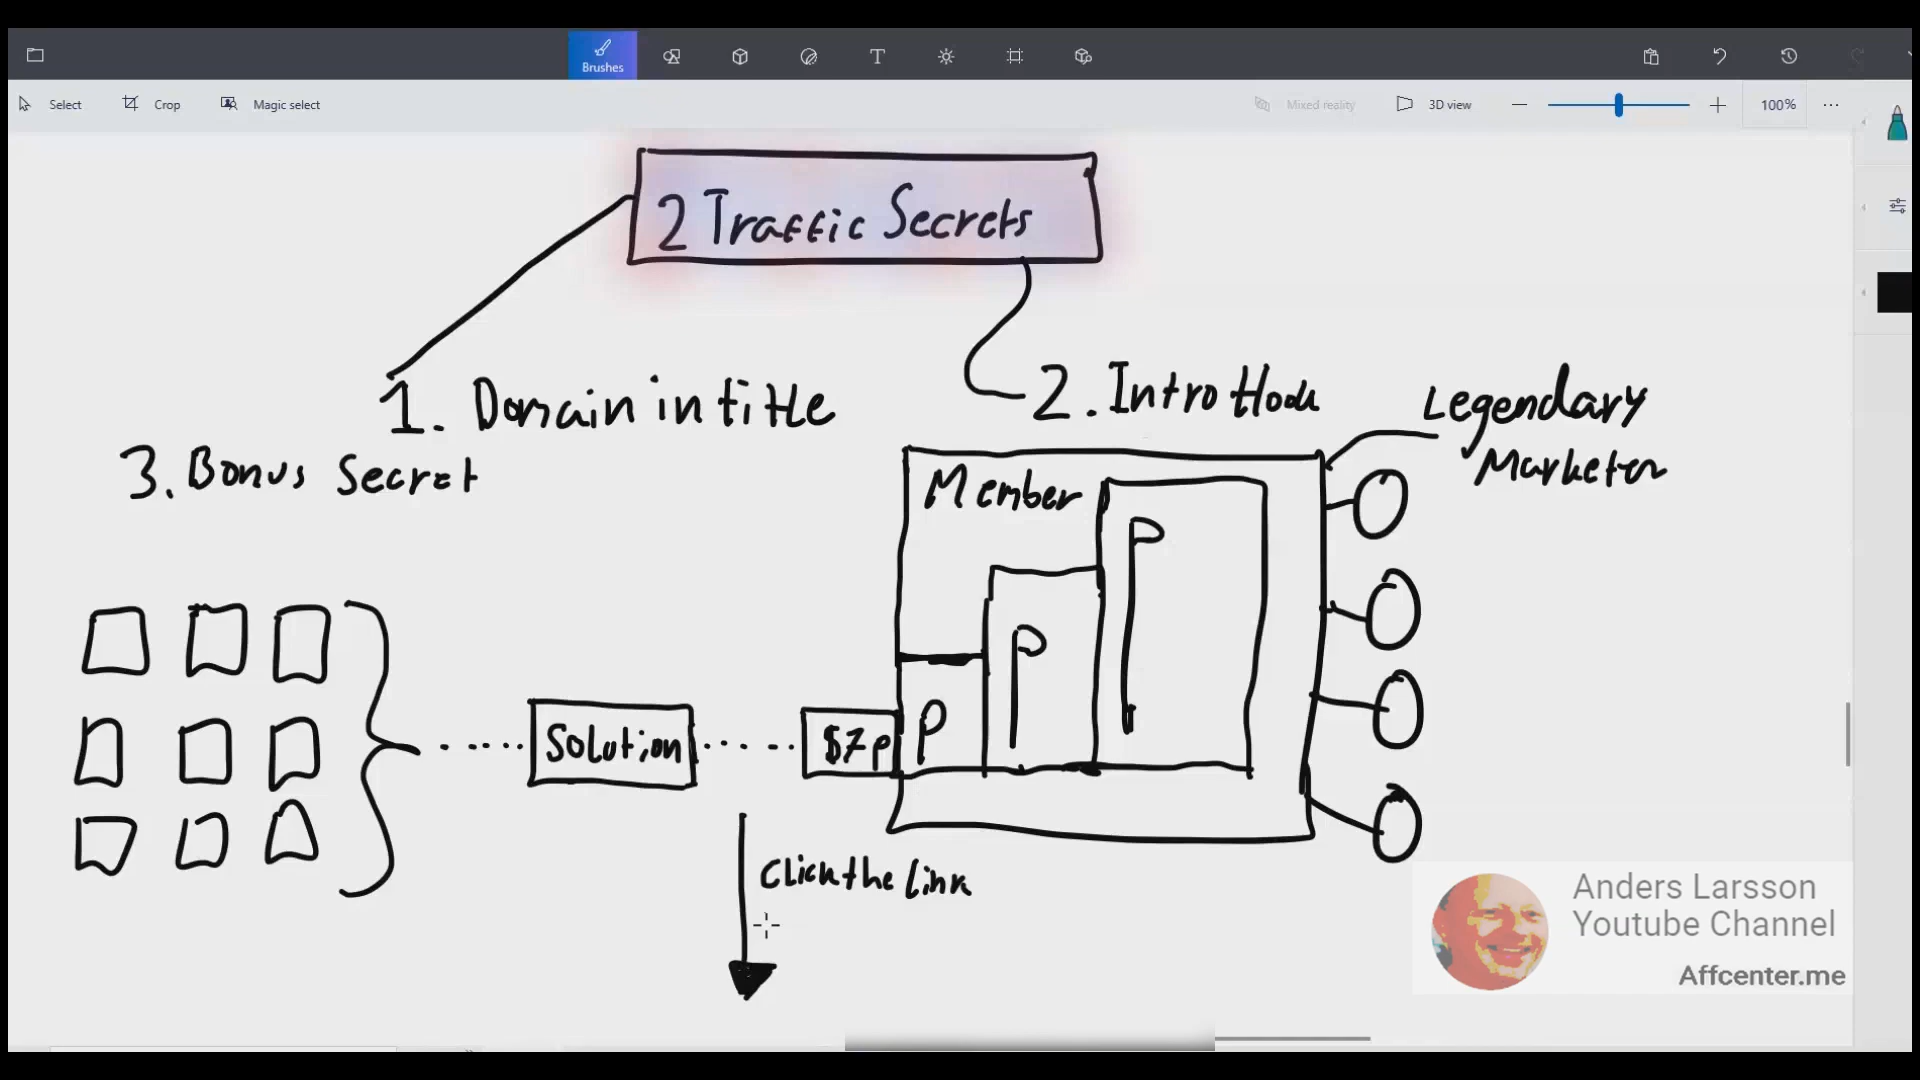 Brushes
Select
Crop
Magic select
Mixed reality
3D view
100%
2 Traffic Secrets
1. Domain in title
2. Intro Hook
Legendary
Marketer
3. Bonus Secret
Member
P
P
P
Solution
$7 P
Click the link
Anders Larsson
Youtube Channel
Affcenter.me